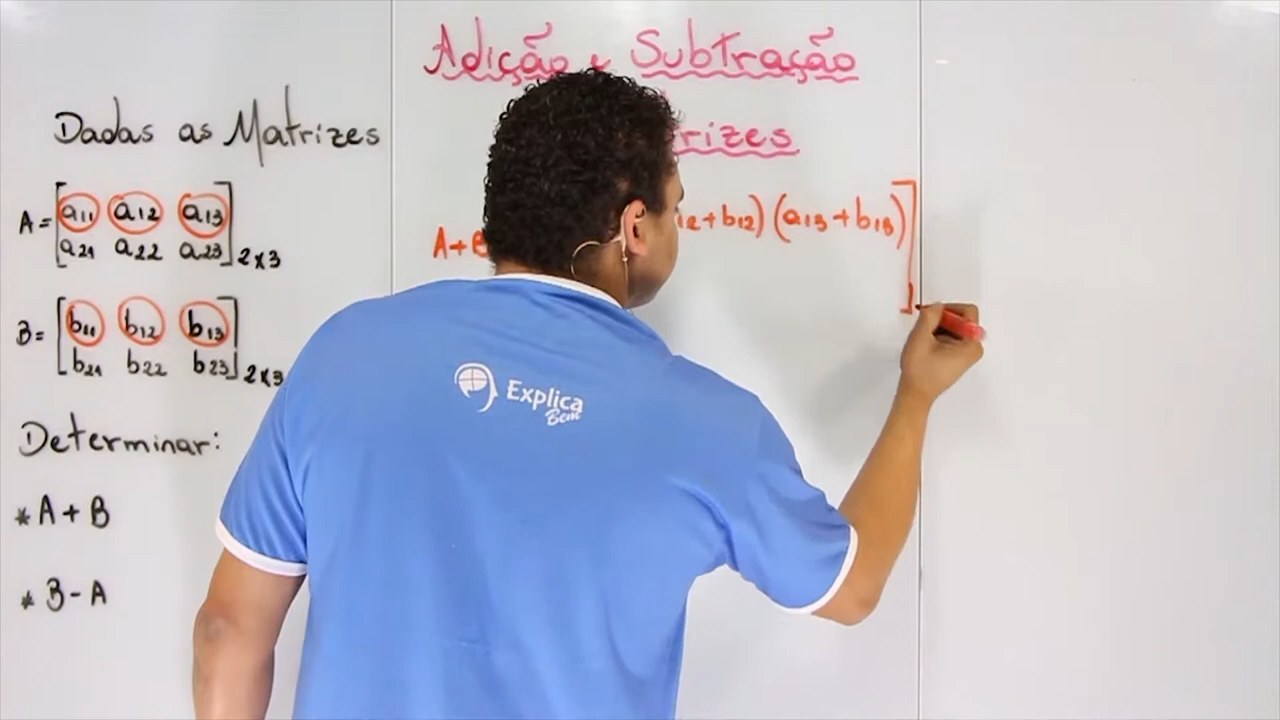 Adição e Subtração
rizes
Dadas as Matrizes
A = [a11 a12 a13
a21 a22 a23] 2x3
B = [b11 b12 b13
b21 b22 b23] 2x3
Determinar:
* A + B
* B - A
A+B
+b12) (a13+b13)]
Explica
Bem